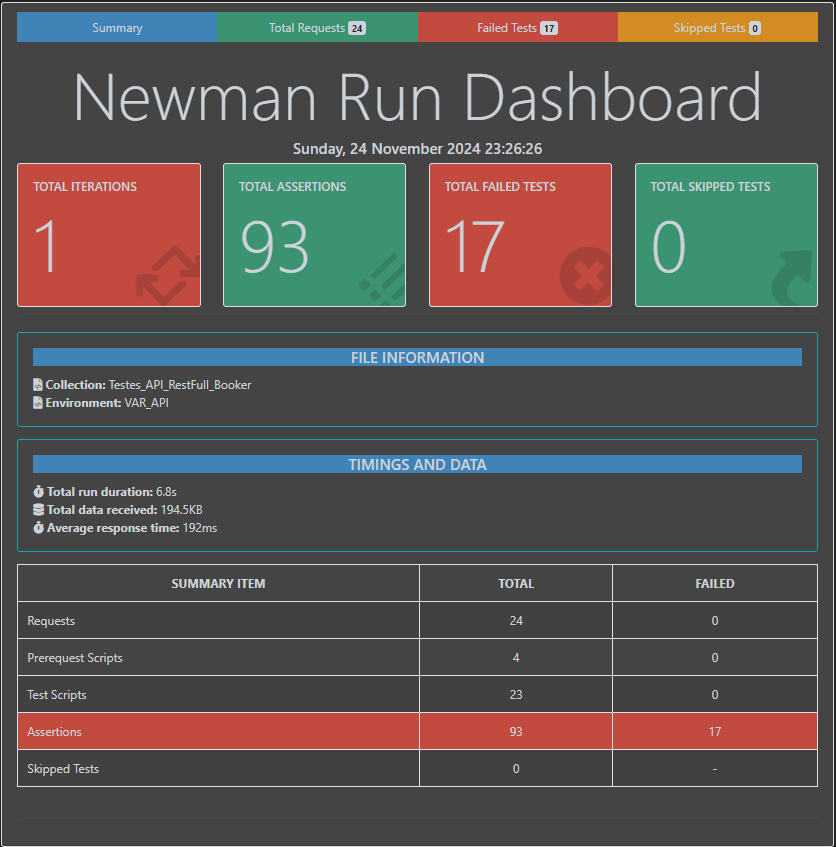 Summary Total Requests 24 Failed Tests 17 Skipped Tests 0
Newman Run Dashboard
Sunday, 24 November 2024 23:26:26
TOTAL ITERATIONS TOTAL ASSERTIONS TOTAL FAILED TESTS TOTAL SKIPPED TESTS
1 93 17 0
FILE INFORMATION
Collection: Testes_API_RestFull_Booker
Environment: VAR_API
TIMINGS AND DATA
Total run duration: 6.8s
Total data received: 194.5KB
Average response time: 192ms
SUMMARY ITEM TOTAL FAILED
Requests 24 0
Prerequest Scripts 4 0
Test Scripts 23 0
Assertions 93 17
Skipped Tests 0 -